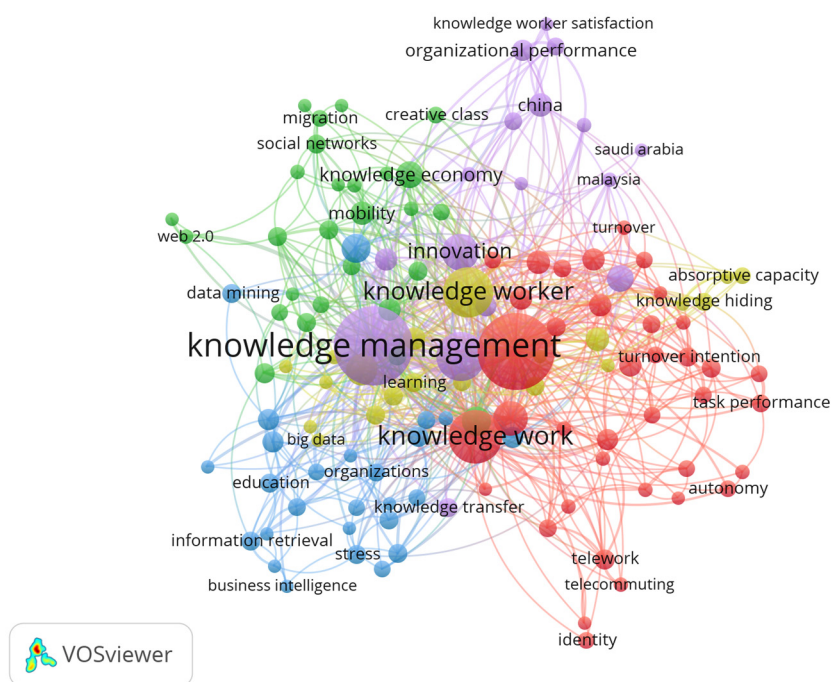 knowledge worker satisfaction
organizational performance
china
creative class
migration
social networks
saudi arabia
knowledge economy
malaysia
mobility
turnover
web 2.0
innovation
absorptive capacity
data mining
knowledge worker
knowledge hiding
knowledge management
turnover intention
learning
task performance
knowledge work
big data
organizations
education
autonomy
knowledge transfer
information retrieval
stress
telework
business intelligence
telecommuting
identity
VOSviewer